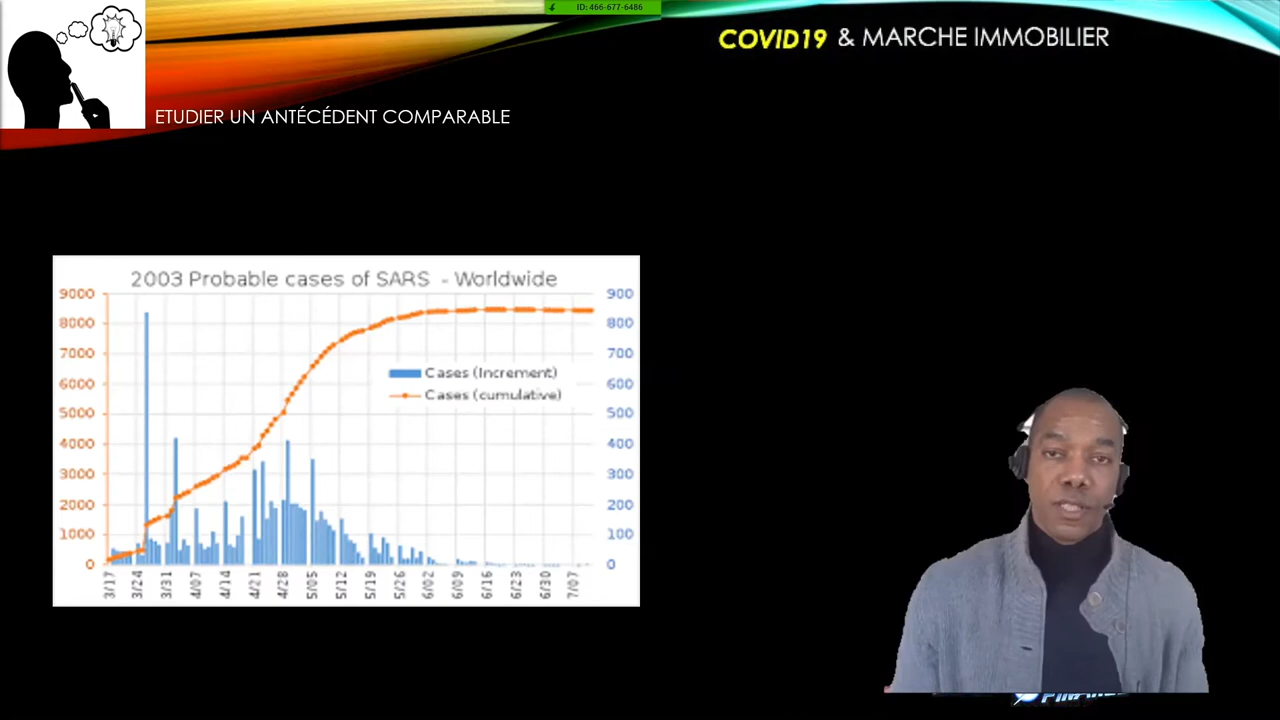 ID: 466-677-6486
COVID19 & MARCHE IMMOBILIER
ETUDIER UN ANTÉCÉDENT COMPARABLE
2003 Probable cases of SARS - Worldwide
9000 900
8000 800
7000 700
6000 600
5000 500
4000 400
3000 300
2000 200
1000 100
0 0
Cases (Increment)
Cases (cumulative)
3/17 3/24 3/31 4/07 4/14 4/21 4/28 5/05 5/12 5/19 5/26 6/02 6/09 6/16 6/23 6/30 7/07